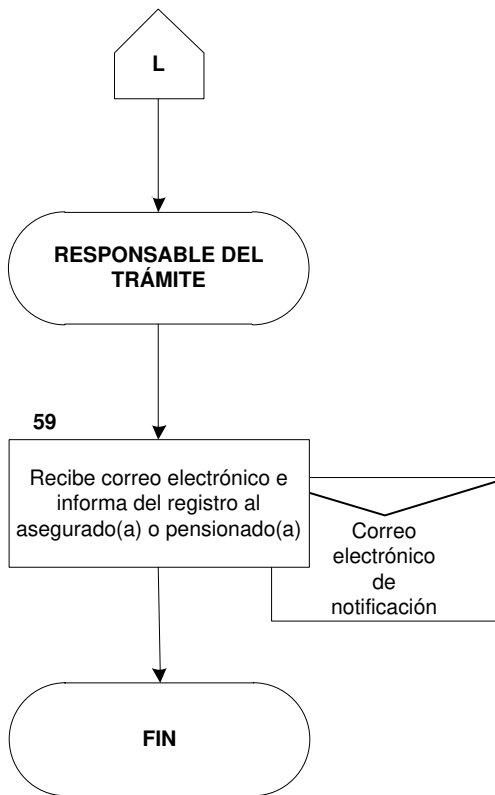 L
RESPONSABLE DEL
TRÁMITE
59
Recibe correo electrónico e
informa del registro al
asegurado(a) o pensionado(a)
Correo
electrónico
de
notificación
FIN